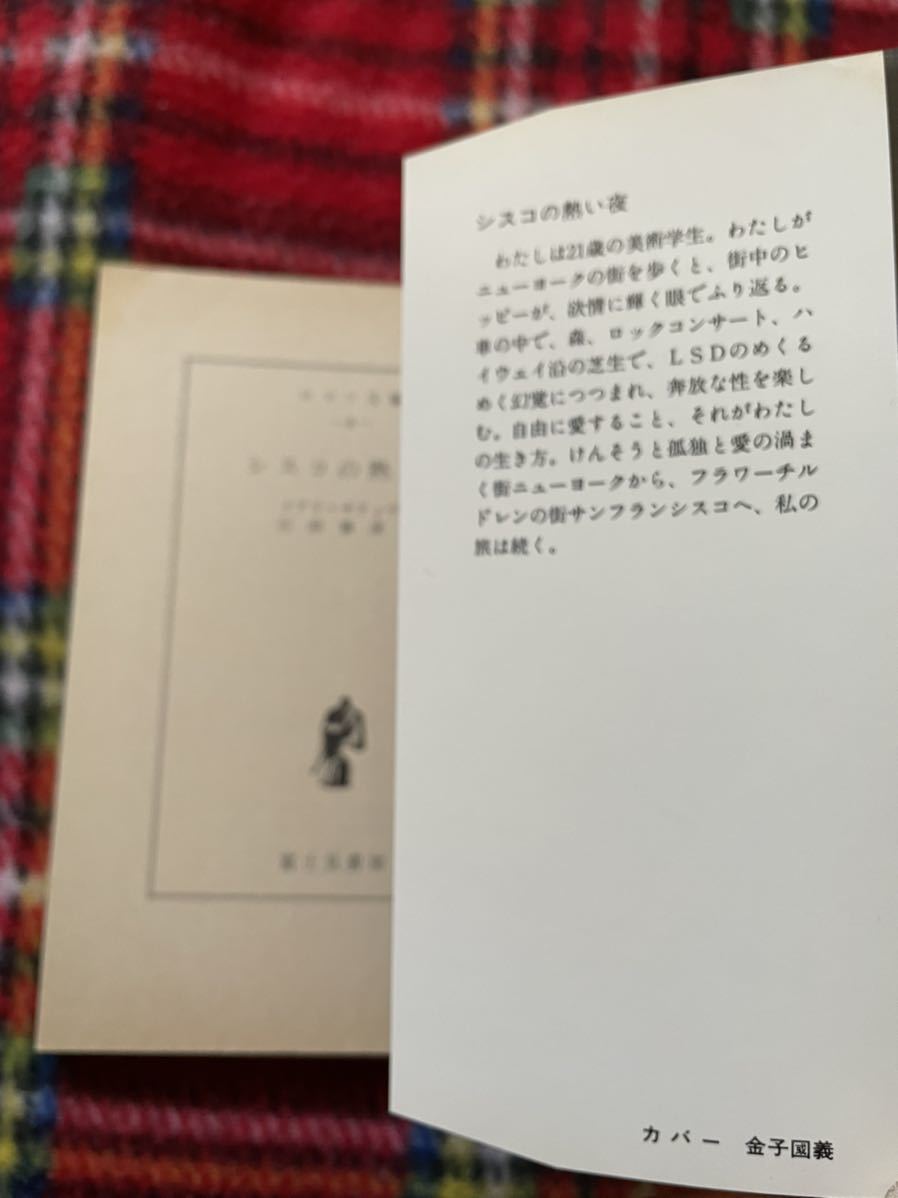 シスコの熱い夜
わたしは21歳の美術学生。わたしが
ニューヨークの街を歩くと、街中のヒ
ッピーが、欲情に輝く眼でふり返る。
車の中で、森、ロックコンサート、ハ
イウェイ沿の芝生で、LSDのめくる
めく幻覚につつまれ、奔放な性を楽し
む。自由に愛すること、それがわたし
の生き方。けんそうと孤独と愛の渦ま
く街ニューヨークから、フラワーチル
ドレンの街サンフランシスコへ、私の
旅は続く。
カバー 金子國義
シスコの熱